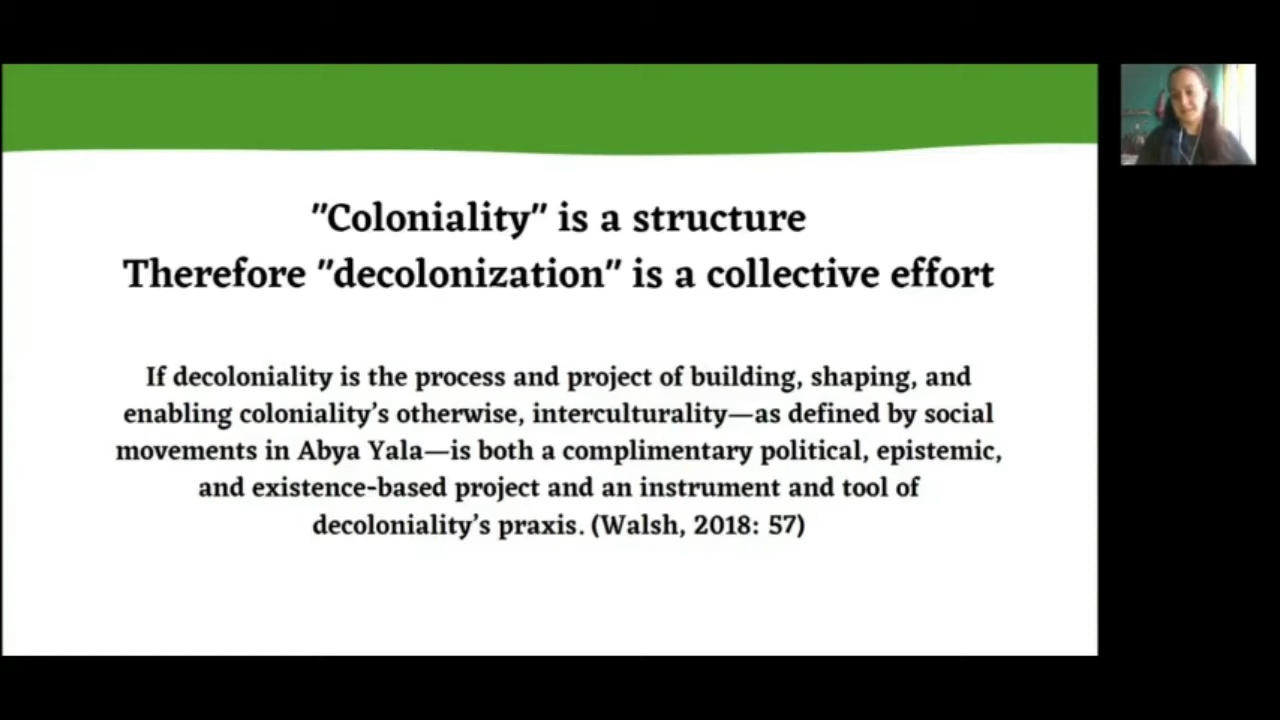 "Coloniality" is a structure
Therefore "decolonization" is a collective effort
If decoloniality is the process and project of building, shaping, and
enabling coloniality’s otherwise, interculturality—as defined by social
movements in Abya Yala—is both a complimentary political, epistemic,
and existence-based project and an instrument and tool of
decoloniality’s praxis. (Walsh, 2018: 57)